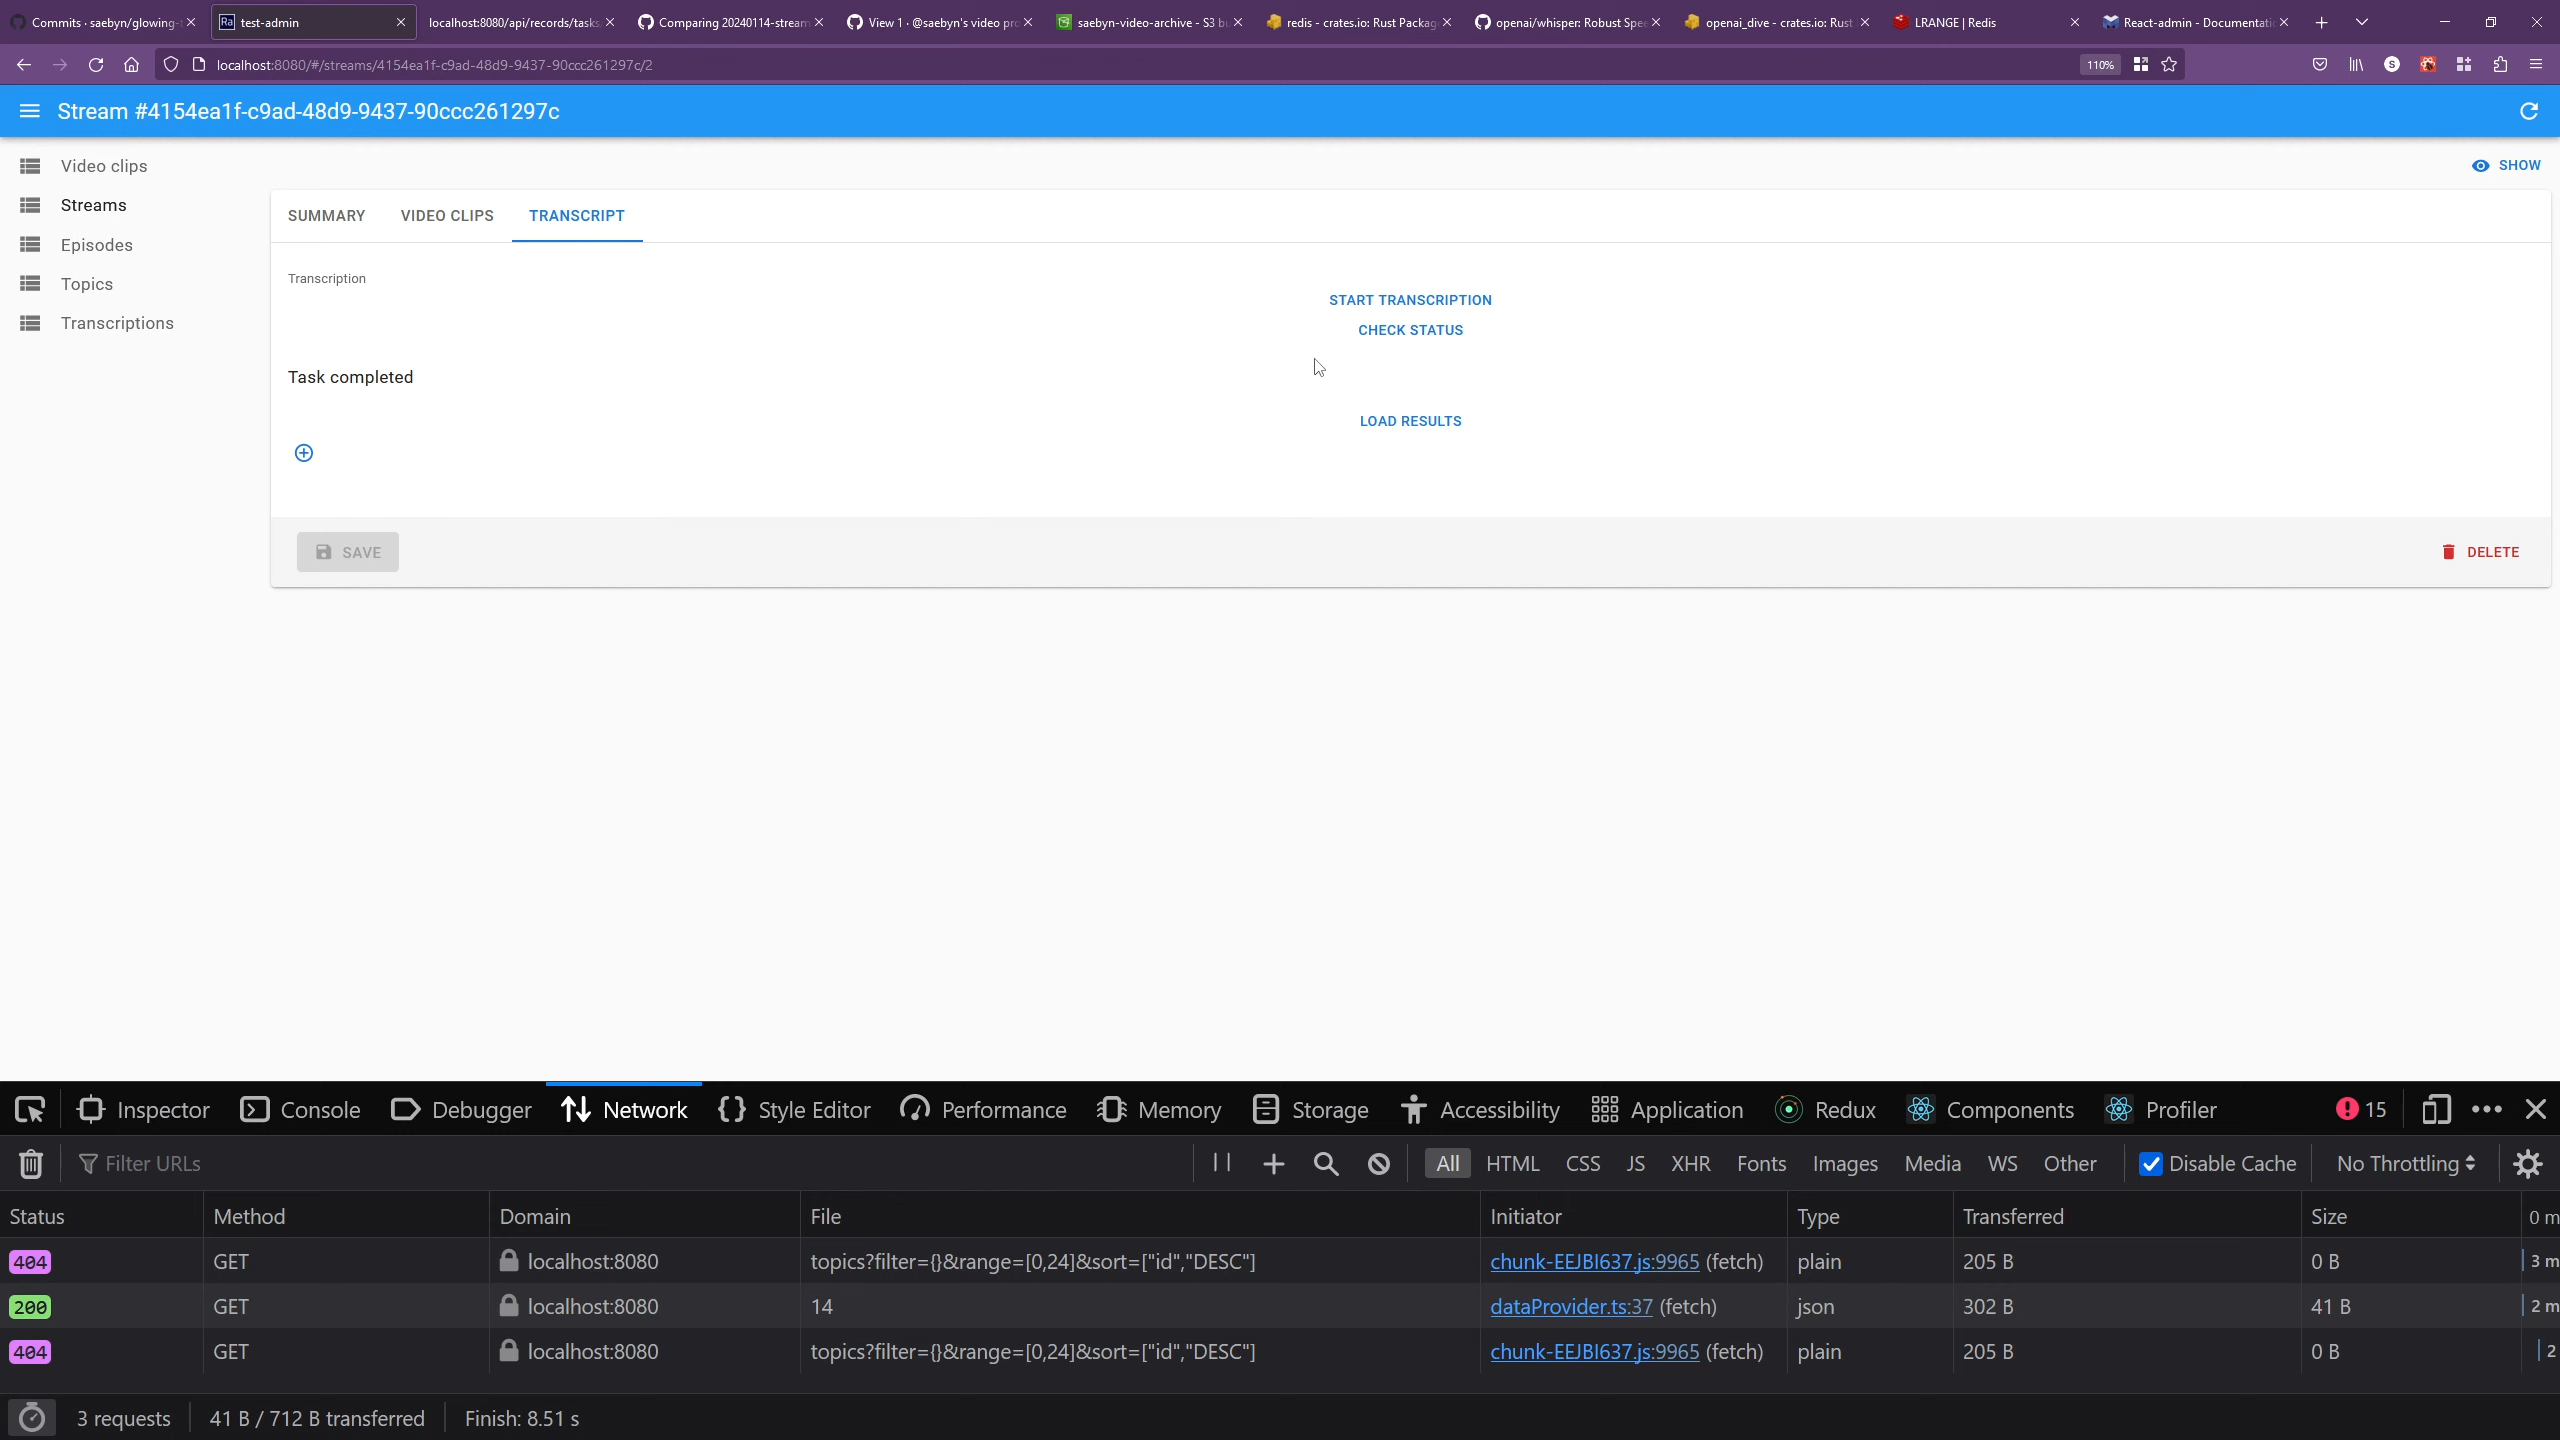 Commits · saebyn/glowing-
test-admin
localhost:8080/api/records/tasks
Comparing 20240114-stream
View 1 · @saebyn's video pro
saebyn-video-archive - S3 bu
redis - crates.io: Rust Packag
openai/whisper: Robust Spee
openai_dive - crates.io: Rust
LRANGE | Redis
React-admin - Documentati
localhost:8080/#/streams/4154ea1f-c9ad-48d9-9437-90ccc261297c/2
110%
Stream #4154ea1f-c9ad-48d9-9437-90ccc261297c
Video clips
Streams
Episodes
Topics
Transcriptions
SHOW
SUMMARY VIDEO CLIPS TRANSCRIPT
Transcription
START TRANSCRIPTION
CHECK STATUS
Task completed
LOAD RESULTS
SAVE
DELETE
Inspector Console Debugger Network Style Editor Performance Memory Storage Accessibility Application Redux Components Profiler 15
Filter URLs All HTML CSS JS XHR Fonts Images Media WS Other Disable Cache No Throttling
Status Method Domain File Initiator Type Transferred Size 0 m
404 GET localhost:8080 topics?filter={}&range=[0,24]&sort=["id","DESC"] chunk-EEJBI637.js:9965 (fetch) plain 205 B 0 B 3 m
200 GET localhost:8080 14 dataProvider.ts:37 (fetch) json 302 B 41 B 2 m
404 GET localhost:8080 topics?filter={}&range=[0,24]&sort=["id","DESC"] chunk-EEJBI637.js:9965 (fetch) plain 205 B 0 B 2
3 requests 41 B / 712 B transferred Finish: 8.51 s